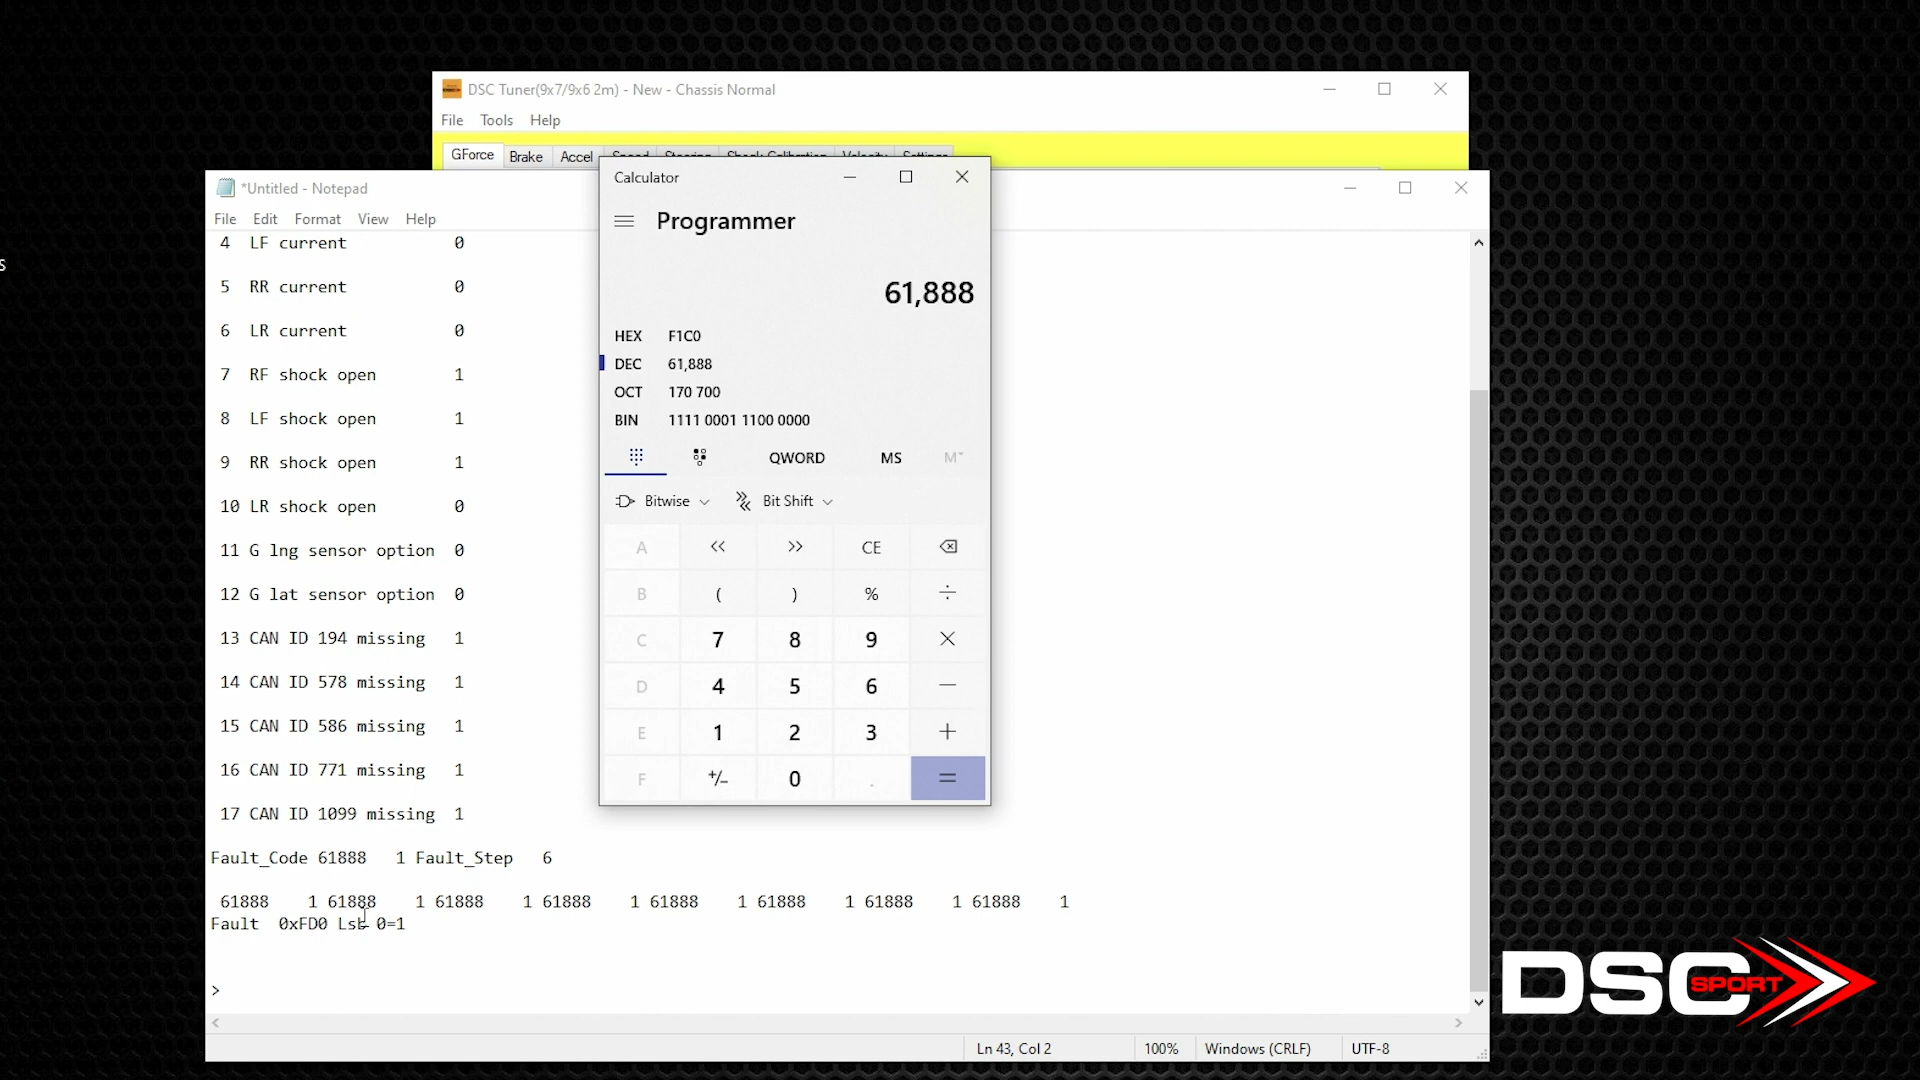 DSC Tuner(9x7/9x6 2m) - New - Chassis Normal
File Tools Help
GForce Brake Accel Speed Steering Shock Calibration Velocity Settings
*Untitled - Notepad
File Edit Format View Help
4 LF current 0
5 RR current 0
6 LR current 0
7 RF shock open 1
8 LF shock open 1
9 RR shock open 1
10 LR shock open 0
11 G lng sensor option 0
12 G lat sensor option 0
13 CAN ID 194 missing 1
14 CAN ID 578 missing 1
15 CAN ID 586 missing 1
16 CAN ID 771 missing 1
17 CAN ID 1099 missing 1
Fault_Code 61888 1 Fault_Step 6
61888 1 61888 1 61888 1 61888 1 61888 1 61888 1 61888 1 61888 1
Fault 0xFD0 Lsb 0=1
>
Ln 43, Col 2 100% Windows (CRLF) UTF-8
Calculator
Programmer
61,888
HEX F1C0
DEC 61,888
OCT 170 700
BIN 1111 0001 1100 0000
QWORD MS M˅
Bitwise Bit Shift
A << >> CE
B ( ) % ÷
C 7 8 9 ×
D 4 5 6 −
E 1 2 3 +
F +/− 0 . =
s
DSC SPORT